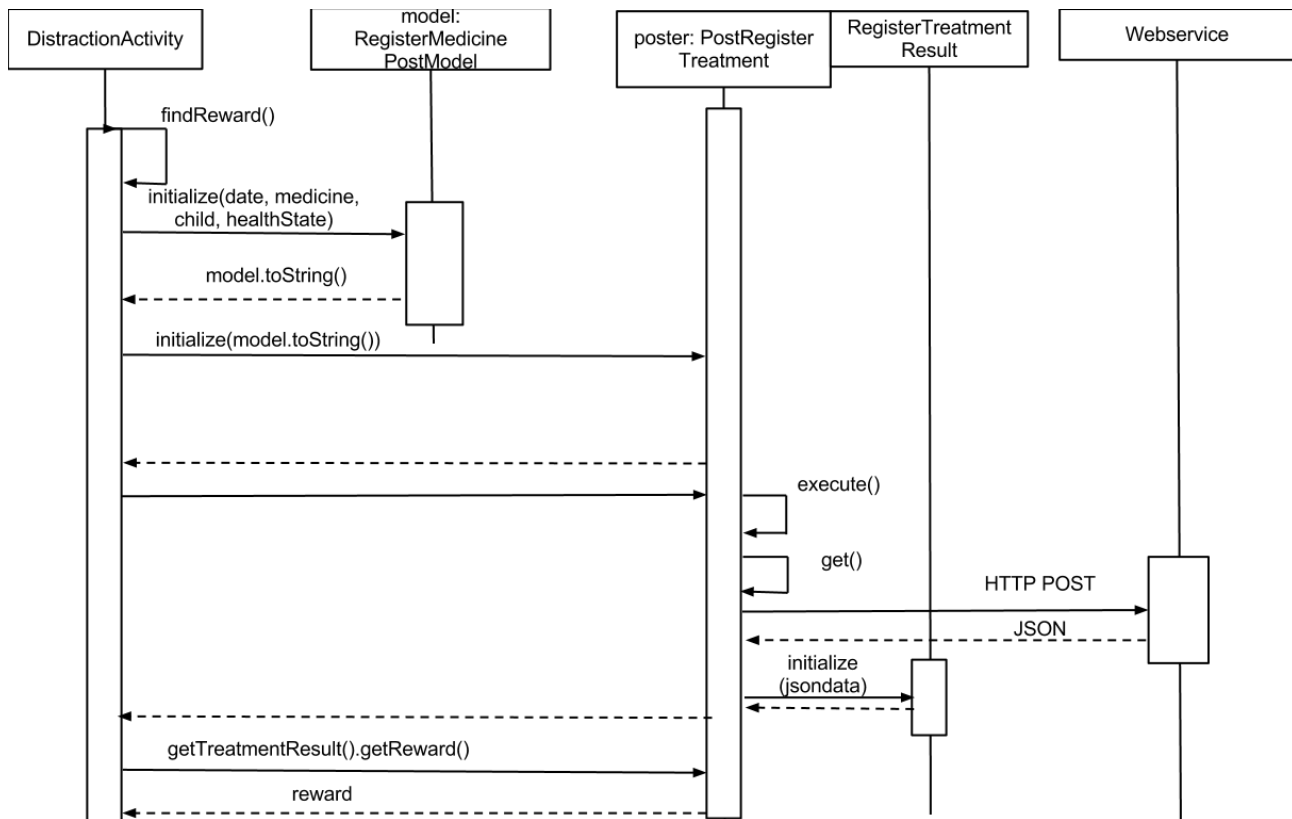 DistractionActivity
model:
RegisterMedicine
PostModel
poster: PostRegister
Treatment
RegisterTreatment
Result
Webservice
findReward()
initialize(date, medicine,
child, healthState)
model.toString()
initialize(model.toString())
execute()
get()
HTTP POST
JSON
initialize
(jsondata)
getTreatmentResult().getReward()
reward